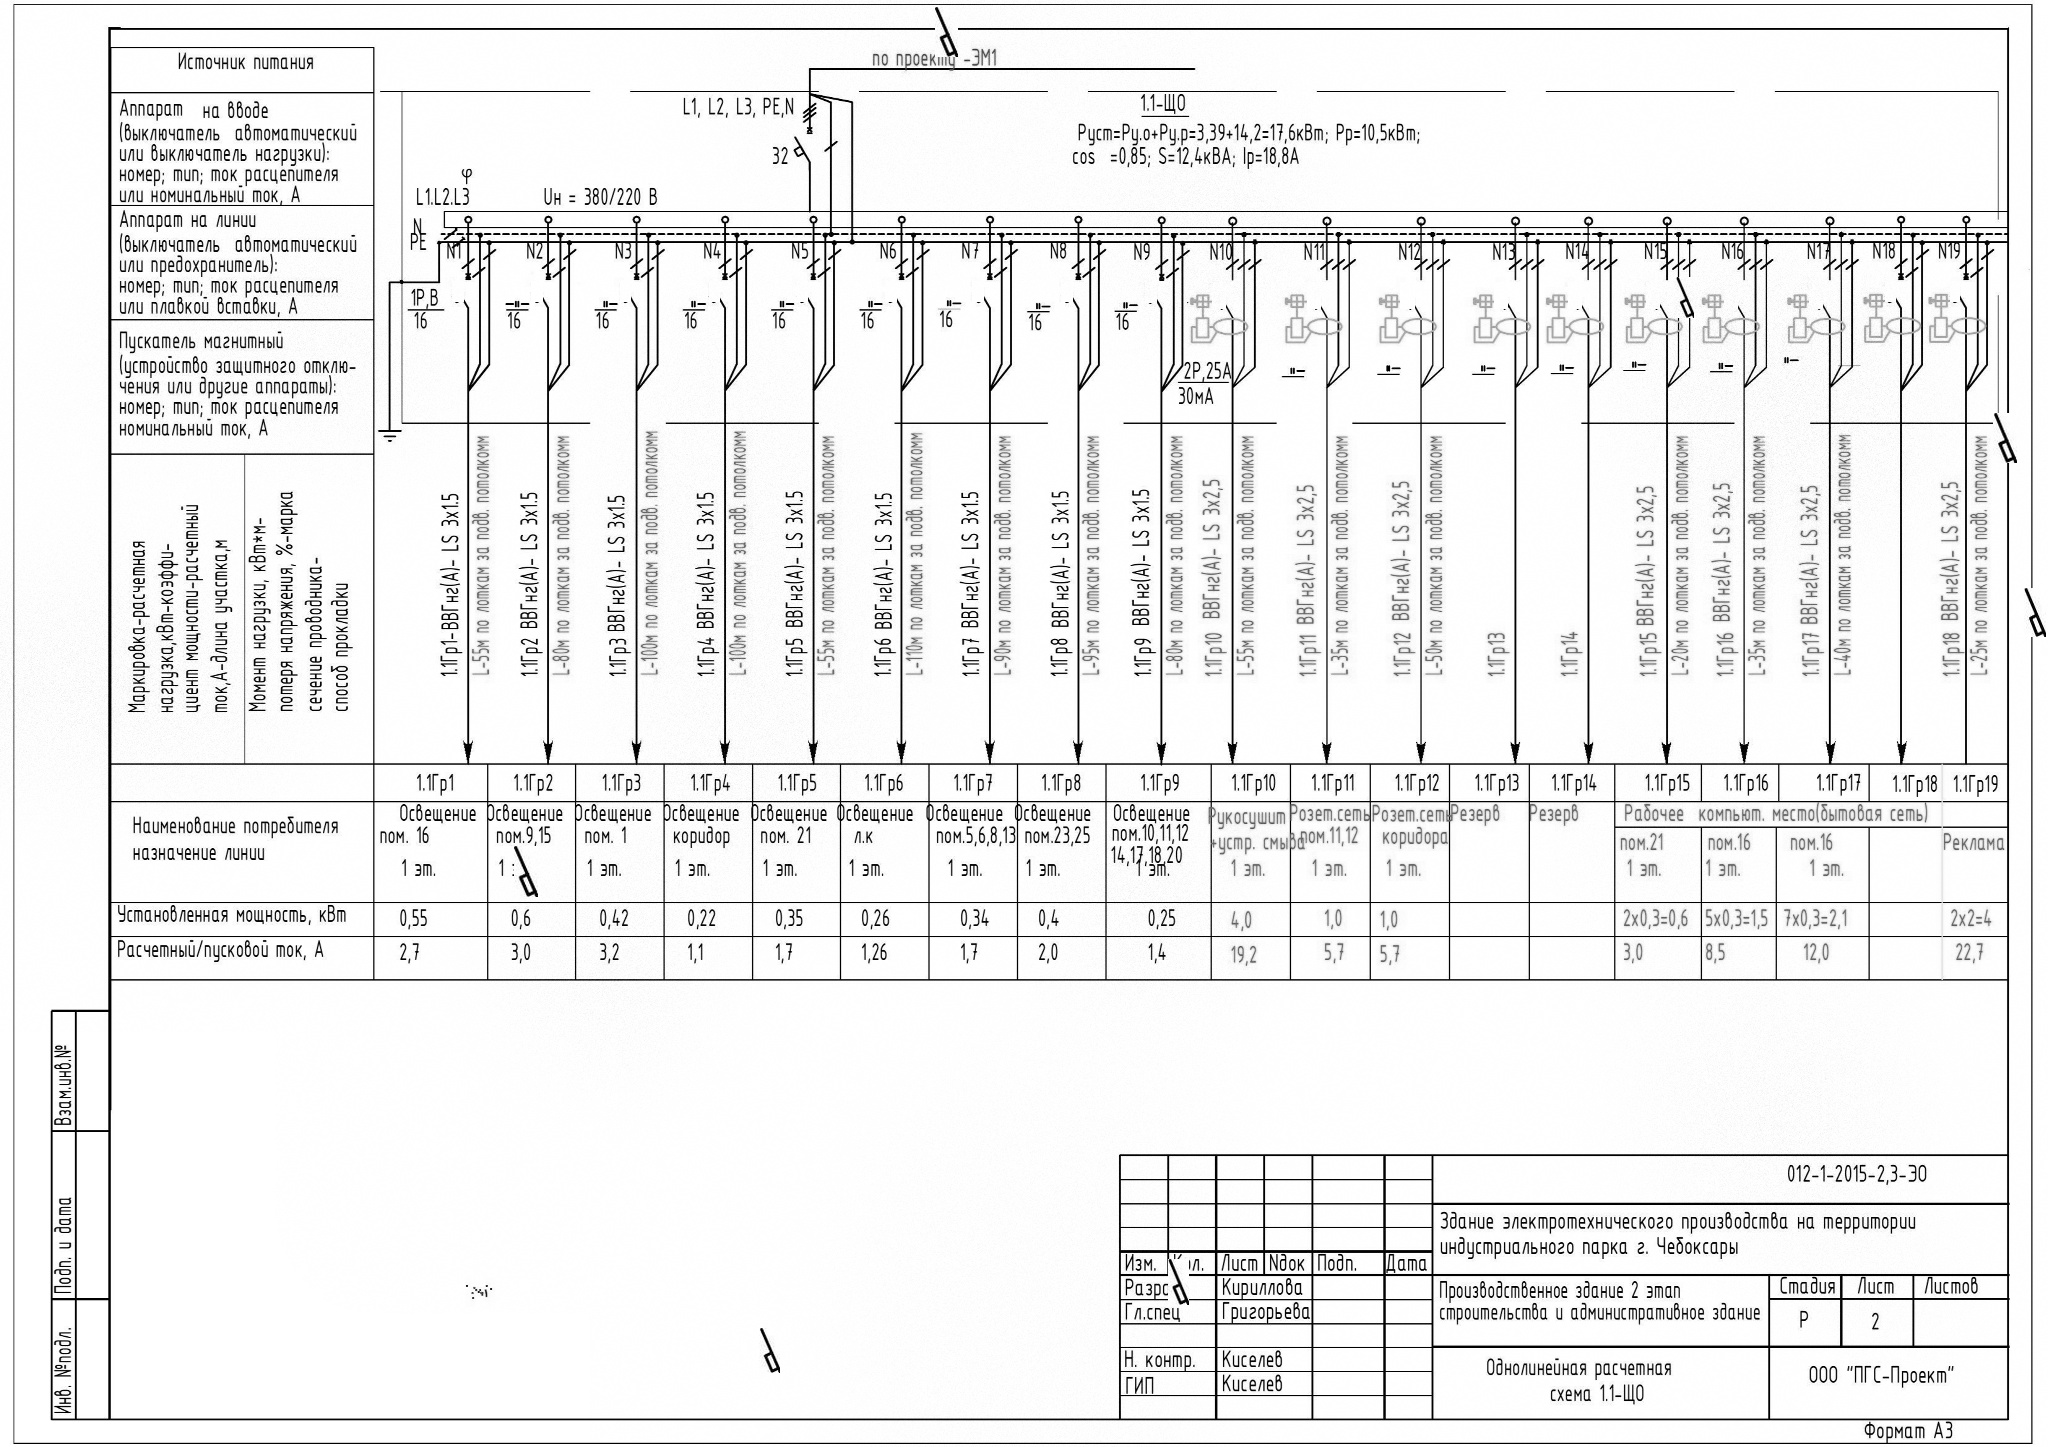 по проекту -ЭМ1
Источник питания
Аппарат на вводе
(выключатель автоматический
или выключатель нагрузки):
номер; тип; ток расцепителя
или номинальный ток, А
Аппарат на линии
(выключатель автоматический
или предохранитель):
номер; тип; ток расцепителя
или плавкой вставки, А
Пускатель магнитный
(устройство защитного отклю-
чения или другие аппараты):
номер; тип; ток расцепителя
номинальный ток, А
Маркировка-расчетная
нагрузка,кВт-коэффи-
циент мощности-расчетный
ток,А-длина участка,м
Момент нагрузки, кВт*м-
потеря напряжения, %-марка
сечение проводника-
способ прокладки
L1, L2, L3, PE,N
32
1.1-ЩО
Руст=Ру.о+Ру.р=3,39+14,2=17,6кВт; Рр=10,5кВт;
cos =0,85; S=12,4кВА; Iр=18,8А
φ
L1.L2.L3
Uн = 380/220 В
N
PE
N1 N2 N3 N4 N5 N6 N7 N8 N9 N10 N11 N12 N13 N14 N15 N16 N17 N18 N19
1Р,В
16
"-
16
"-
16
"-
16
"-
16
"-
16
"-
16
"-
16
"-
16
2Р,25А
30мА
"-
"-
"-
"-
"-
"-
"-
1.1Гр1-ВВГнг(А)- LS 3х1.5
L-55м по лоткам за подв. потолкомм
1.1Гр2 ВВГнг(А)- LS 3х1.5
L-80м по лоткам за подв. потолкомм
1.1Гр3 ВВГнг(А)- LS 3х1.5
L-100м по лоткам за подв. потолкомм
1.1Гр4 ВВГнг(А)- LS 3х1.5
L-100м по лоткам за подв. потолкомм
1.1Гр5 ВВГнг(А)- LS 3х1.5
L-55м по лоткам за подв. потолкомм
1.1Гр6 ВВГнг(А)- LS 3х1.5
L-110м по лоткам за подв. потолкомм
1.1Гр7 ВВГнг(А)- LS 3х1.5
L-90м по лоткам за подв. потолкомм
1.1Гр8 ВВГнг(А)- LS 3х1.5
L-95м по лоткам за подв. потолкомм
1.1Гр9 ВВГнг(А)- LS 3х1.5
L-80м по лоткам за подв. потолкомм
1.1Гр10 ВВГнг(А)- LS 3х2,5
L-55м по лоткам за подв. потолкомм
1.1Гр11 ВВГнг(А)- LS 3х2,5
L-35м по лоткам за подв. потолкомм
1.1Гр12 ВВГнг(А)- LS 3х2,5
L-50м по лоткам за подв. потолкомм
1.1Гр13
1.1Гр14
1.1Гр15 ВВГнг(А)- LS 3х2,5
L-20м по лоткам за подв. потолкомм
1.1Гр16 ВВГнг(А)- LS 3х2,5
L-35м по лоткам за подв. потолкомм
1.1Гр17 ВВГнг(А)- LS 3х2,5
L-40м по лоткам за подв. потолкомм
1.1Гр18 ВВГнг(А)- LS 3х2,5
L-25м по лоткам за подв. потолкомм
1.1Гр1 1.1Гр2 1.1Гр3 1.1Гр4 1.1Гр5 1.1Гр6 1.1Гр7 1.1Гр8 1.1Гр9 1.1Гр10 1.1Гр11 1.1Гр12 1.1Гр13 1.1Гр14 1.1Гр15 1.1Гр16 1.1Гр17 1.1Гр18 1.1Гр19
Наименование потребителя
назначение линии
Освещение
пом. 16
1 эт.
Освещение
пом.9,15
1
Освещение
пом. 1
1 эт.
Освещение
коридор
1 эт.
Освещение
пом. 21
1 эт.
Освещение
л.к
1 эт.
Освещение
пом.5,6,8,13
1 эт.
Освещение
пом.23,25
1 эт.
Освещение
пом.10,11,12
14,17,18,20
1 эт.
Рукосушит
+устр. смыва
1 эт.
Розет.сеть
пом.11,12
1 эт.
Розет.сеть
коридора
1 эт.
Резерв
Резерв
Рабочее компьют. место(бытовая сеть)
пом.21
1 эт.
пом.16
1 эт.
пом.16
1 эт.
Реклама
Установленная мощность, кВт 0,55 0,6 0,42 0,22 0,35 0,26 0,34 0,4 0,25 4,0 1,0 1,0 2х0,3=0,6 5х0,3=1,5 7х0,3=2,1 2х2=4
Расчетный/пусковой ток, А 2,7 3,0 3,2 1,1 1,7 1,26 1,7 2,0 1,4 19,2 5,7 5,7 3,0 8,5 12,0 22,7
Взам.инв.№
Подп. и дата
Инв. №подл.
012-1-2015-2,3-ЭО
Здание электротехнического производства на территории
индустриального парка г. Чебоксары
Изм. Лист Nдок Подп. Дата
Кириллова
Гл.спец Григорьева
Н. контр. Киселев
ГИП Киселев
Производственное здание 2 этап
строительства и административное здание
Стадия Лист Листов
Р 2
Однолинейная расчетная
схема 1.1-ЩО
ООО "ПГС-Проект"
Формат А3